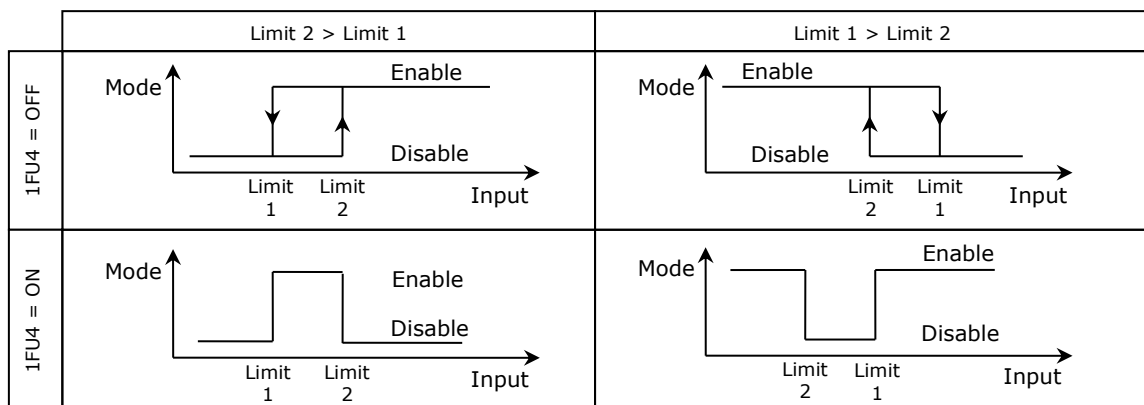 Limit 2 > Limit 1
Limit 1 > Limit 2
1FU4 = OFF
Mode
Enable
Disable
Limit
1
Limit
2
Input
Mode
Enable
Disable
Limit
2
Limit
1
Input
1FU4 = ON
Mode
Enable
Disable
Limit
1
Limit
2
Input
Mode
Enable
Disable
Limit
2
Limit
1
Input